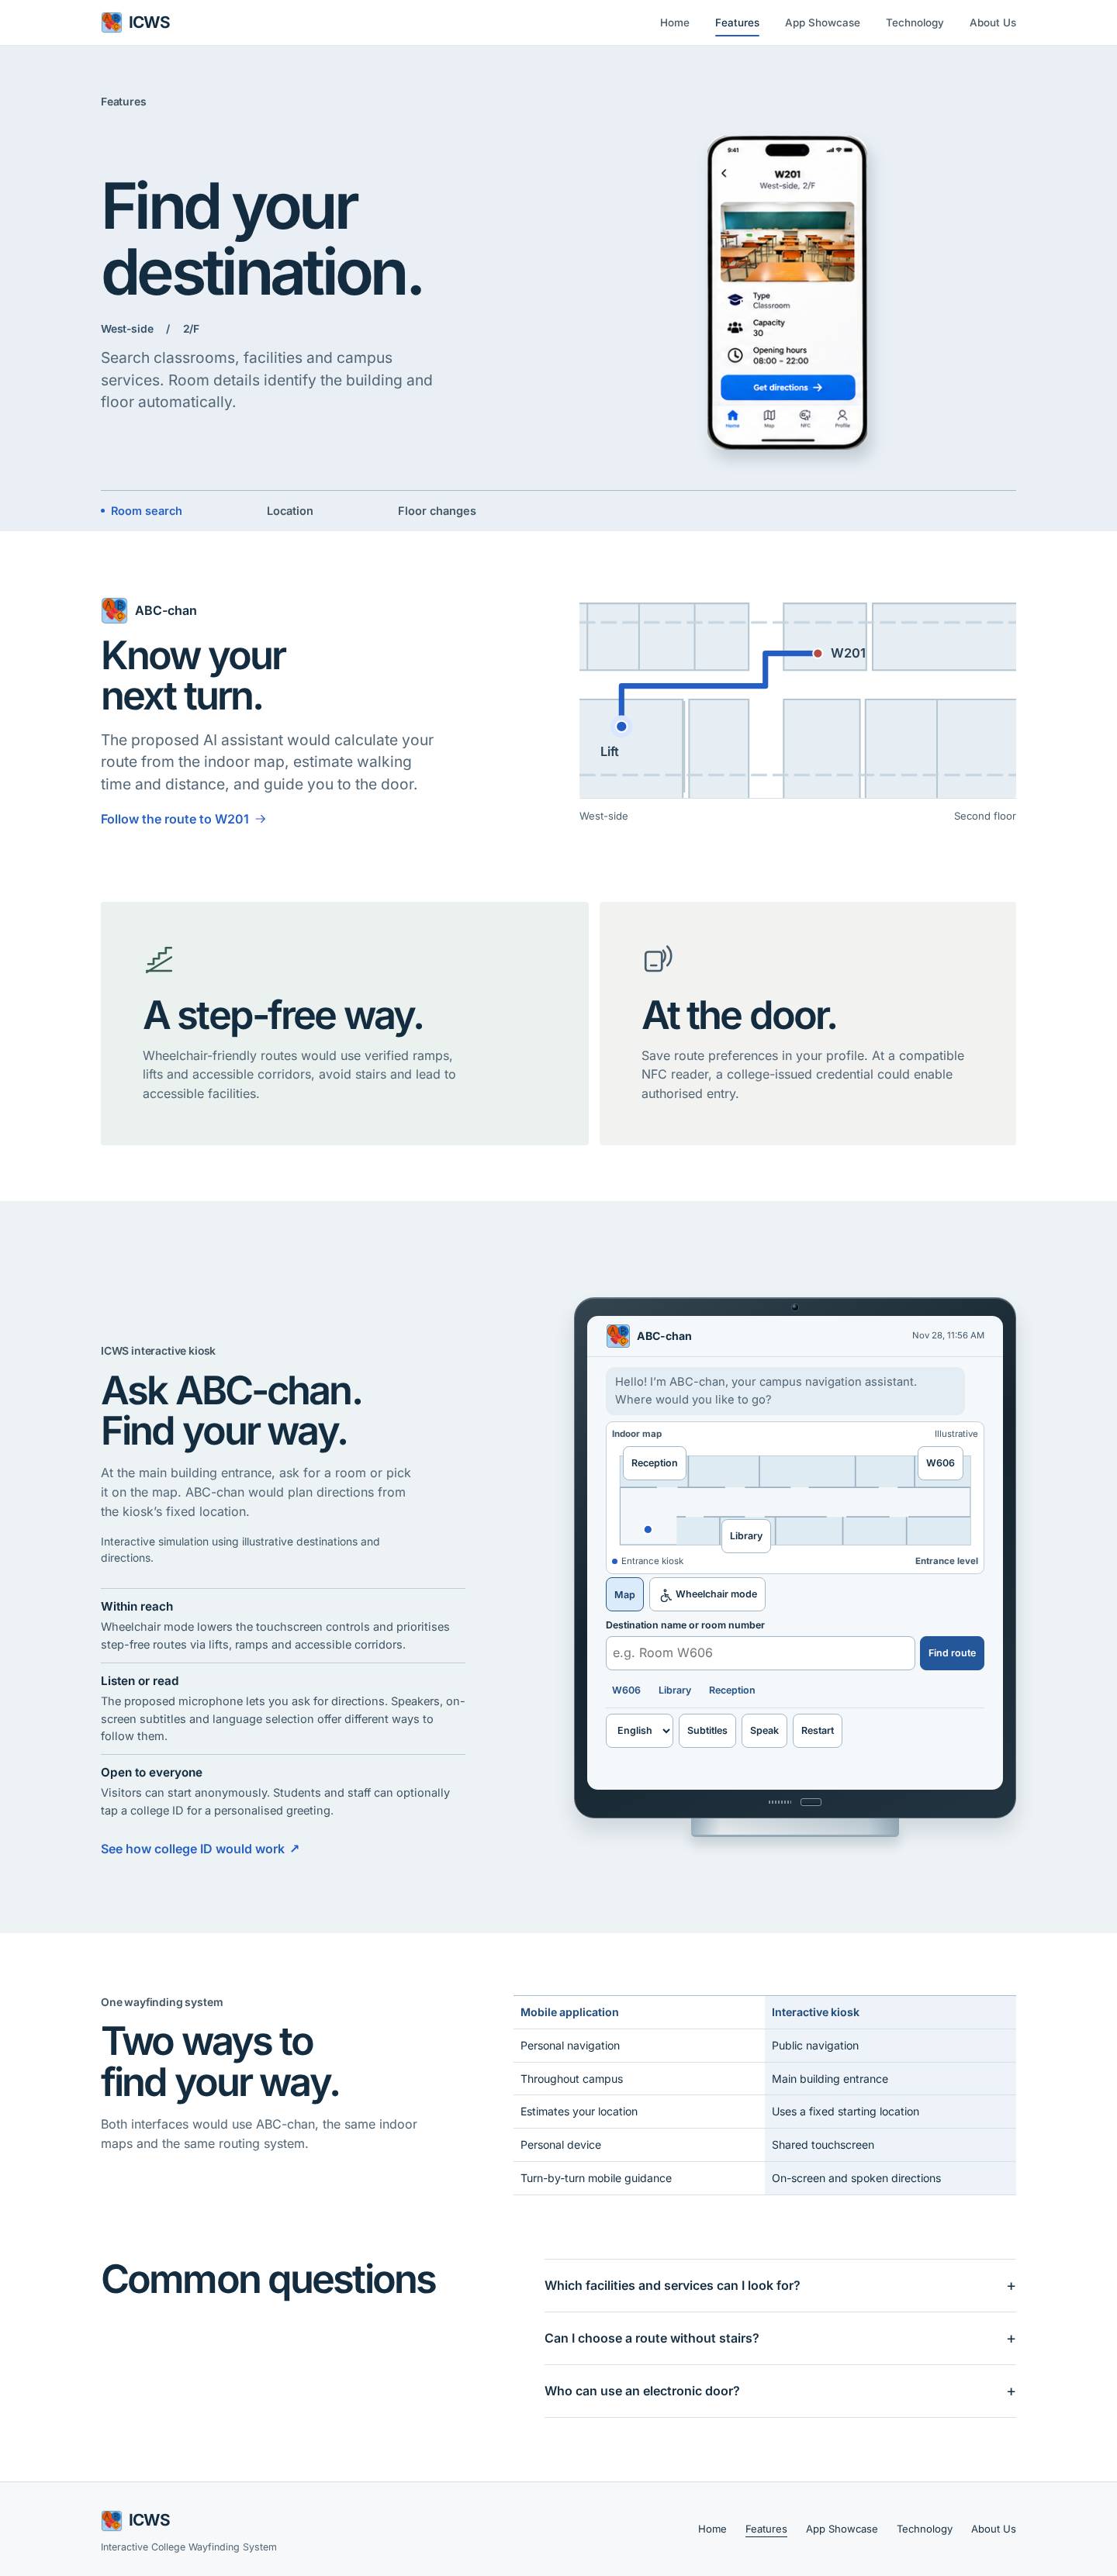 ICWS
Home
Features
App Showcase
Technology
About Us
Features
Find your
destination.
West-side / 2/F
Search classrooms, facilities and campus
services. Room details identify the building and
floor automatically.
9:41
W201
West-side, 2/F
Type
Classroom
Capacity
30
Opening hours
08:00 – 22:00
Get directions →
Home
Map
NFC
Profile
Room search
Location
Floor changes
ABC-chan
Know your
next turn.
The proposed AI assistant would calculate your
route from the indoor map, estimate walking
time and distance, and guide you to the door.
Follow the route to W201 →
W201
Lift
West-side
Second floor
A step-free way.
Wheelchair-friendly routes would use verified ramps,
lifts and accessible corridors, avoid stairs and lead to
accessible facilities.
At the door.
Save route preferences in your profile. At a compatible
NFC reader, a college-issued credential could enable
authorised entry.
ICWS interactive kiosk
Ask ABC-chan.
Find your way.
At the main building entrance, ask for a room or pick
it on the map. ABC-chan would plan directions from
the kiosk’s fixed location.
Interactive simulation using illustrative destinations and
directions.
Within reach
Wheelchair mode lowers the touchscreen controls and prioritises
step-free routes via lifts, ramps and accessible corridors.
Listen or read
The proposed microphone lets you ask for directions. Speakers, on-
screen subtitles and language selection offer different ways to
follow them.
Open to everyone
Visitors can start anonymously. Students and staff can optionally
tap a college ID for a personalised greeting.
See how college ID would work ↗
ABC-chan
Nov 28, 11:56 AM
Hello! I’m ABC-chan, your campus navigation assistant.
Where would you like to go?
Indoor map
Illustrative
Reception
W606
Library
Entrance kiosk
Entrance level
Map
Wheelchair mode
Destination name or room number
e.g. Room W606
Find route
W606
Library
Reception
English
Subtitles
Speak
Restart
One wayfinding system
Two ways to
find your way.
Both interfaces would use ABC-chan, the same indoor
maps and the same routing system.
Mobile application
Interactive kiosk
Personal navigation
Public navigation
Throughout campus
Main building entrance
Estimates your location
Uses a fixed starting location
Personal device
Shared touchscreen
Turn-by-turn mobile guidance
On-screen and spoken directions
Common questions
Which facilities and services can I look for? +
Can I choose a route without stairs? +
Who can use an electronic door? +
ICWS
Interactive College Wayfinding System
Home
Features
App Showcase
Technology
About Us